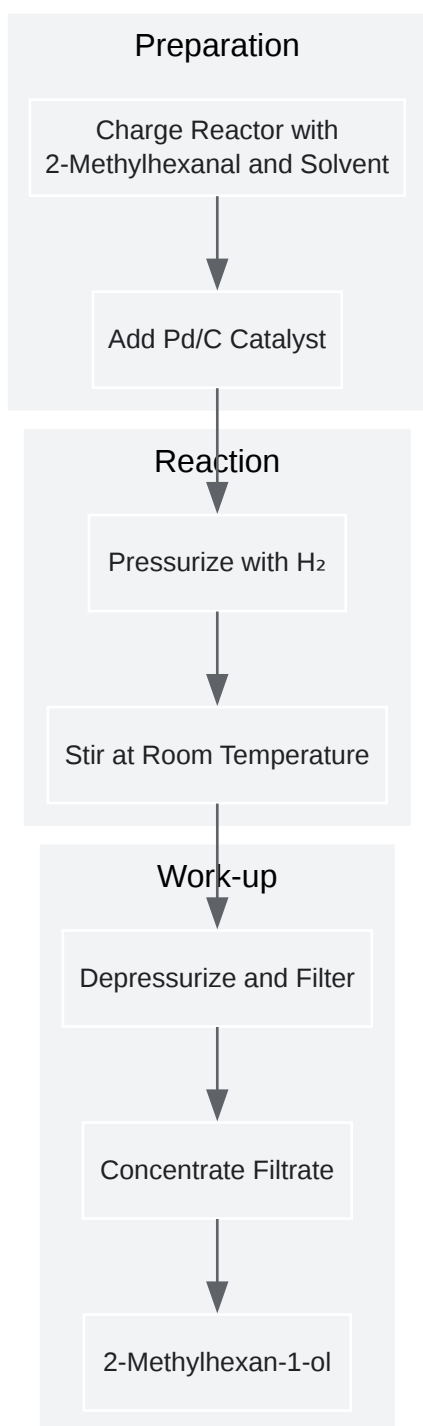 Preparation
Charge Reactor with
2-Methylhexanal and Solvent
Add Pd/C Catalyst
Reaction
Pressurize with H₂
Stir at Room Temperature
Work-up
Depressurize and Filter
Concentrate Filtrate
2-Methylhexan-1-ol